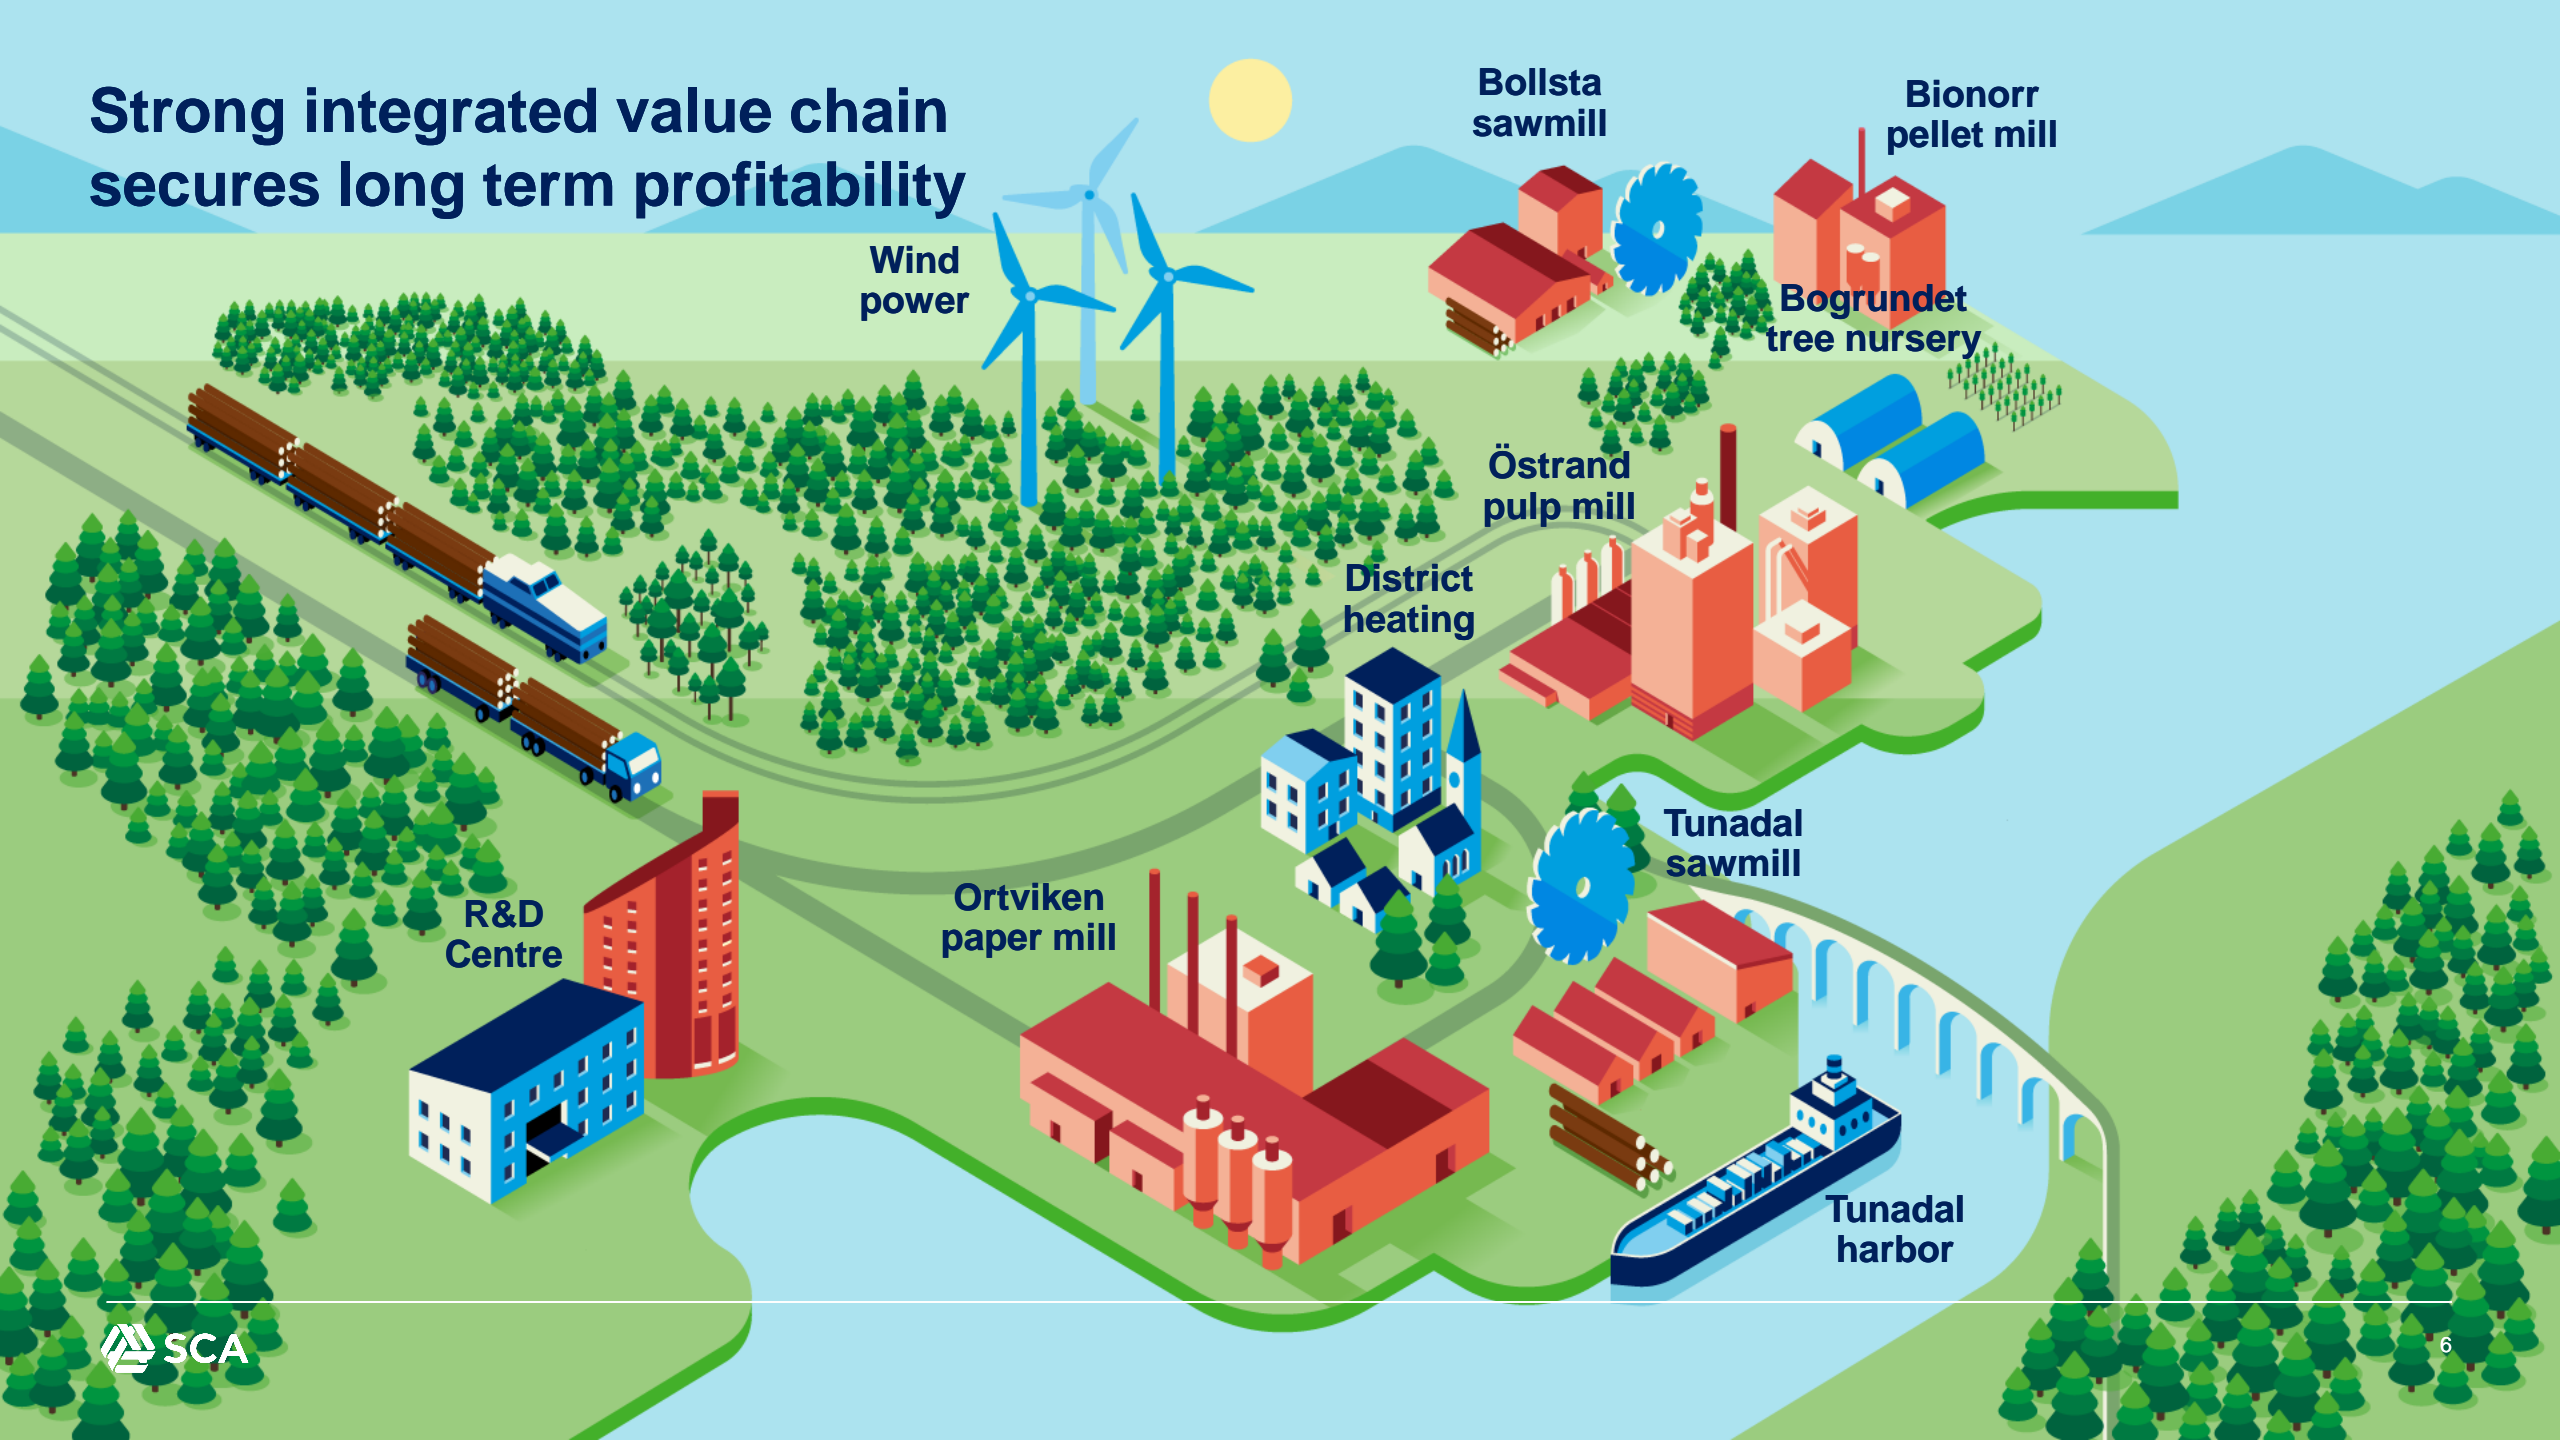 Strong integrated value chain
secures long term profitability
Bollsta
sawmill
Bionorr
pellet mill
Wind
power
Bogrundet
tree nursery
Östrand
pulp mill
District
heating
Tunadal
sawmill
R&D
Centre
Ortviken
paper mill
Tunadal
harbor
SCA
6